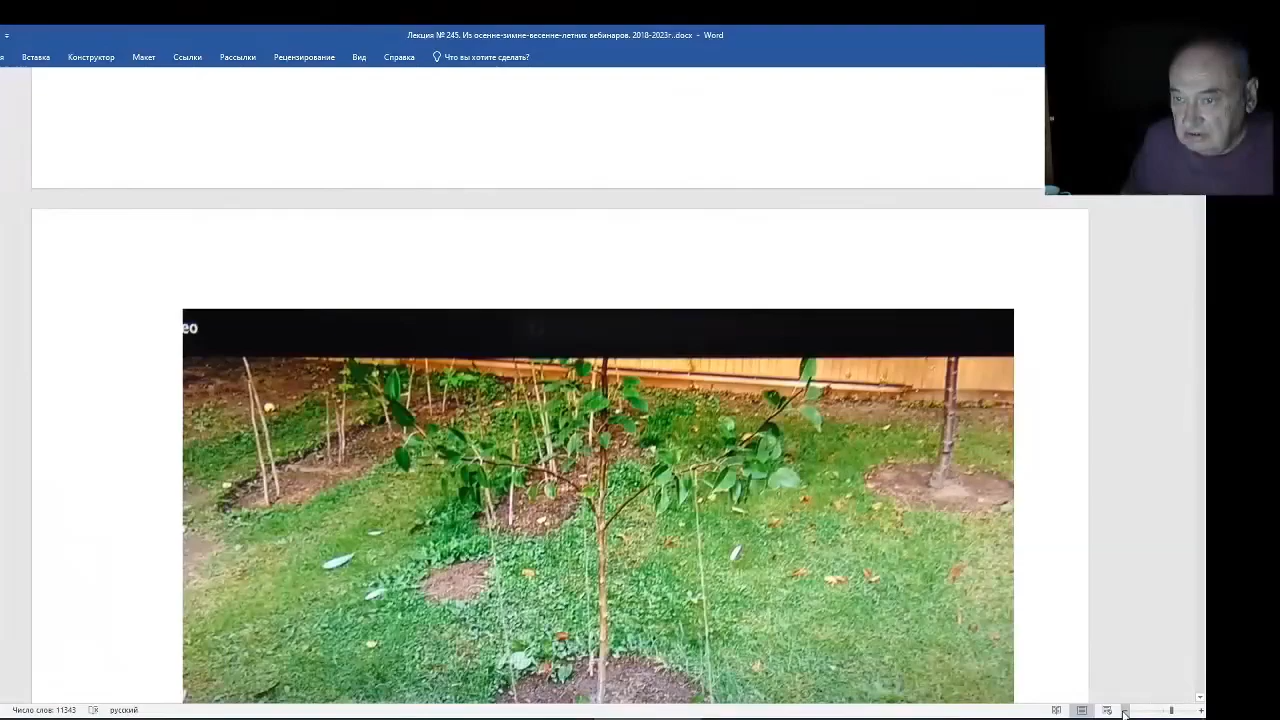 Лекция № 245. Из осенне-зимне-весенне-летних вебинаров. 2018-2023г..docx - Word
я Вставка Конструктор Макет Ссылки Рассылки Рецензирование Вид Справка Что вы хотите сделать?
ео
Число слов: 11343 русский